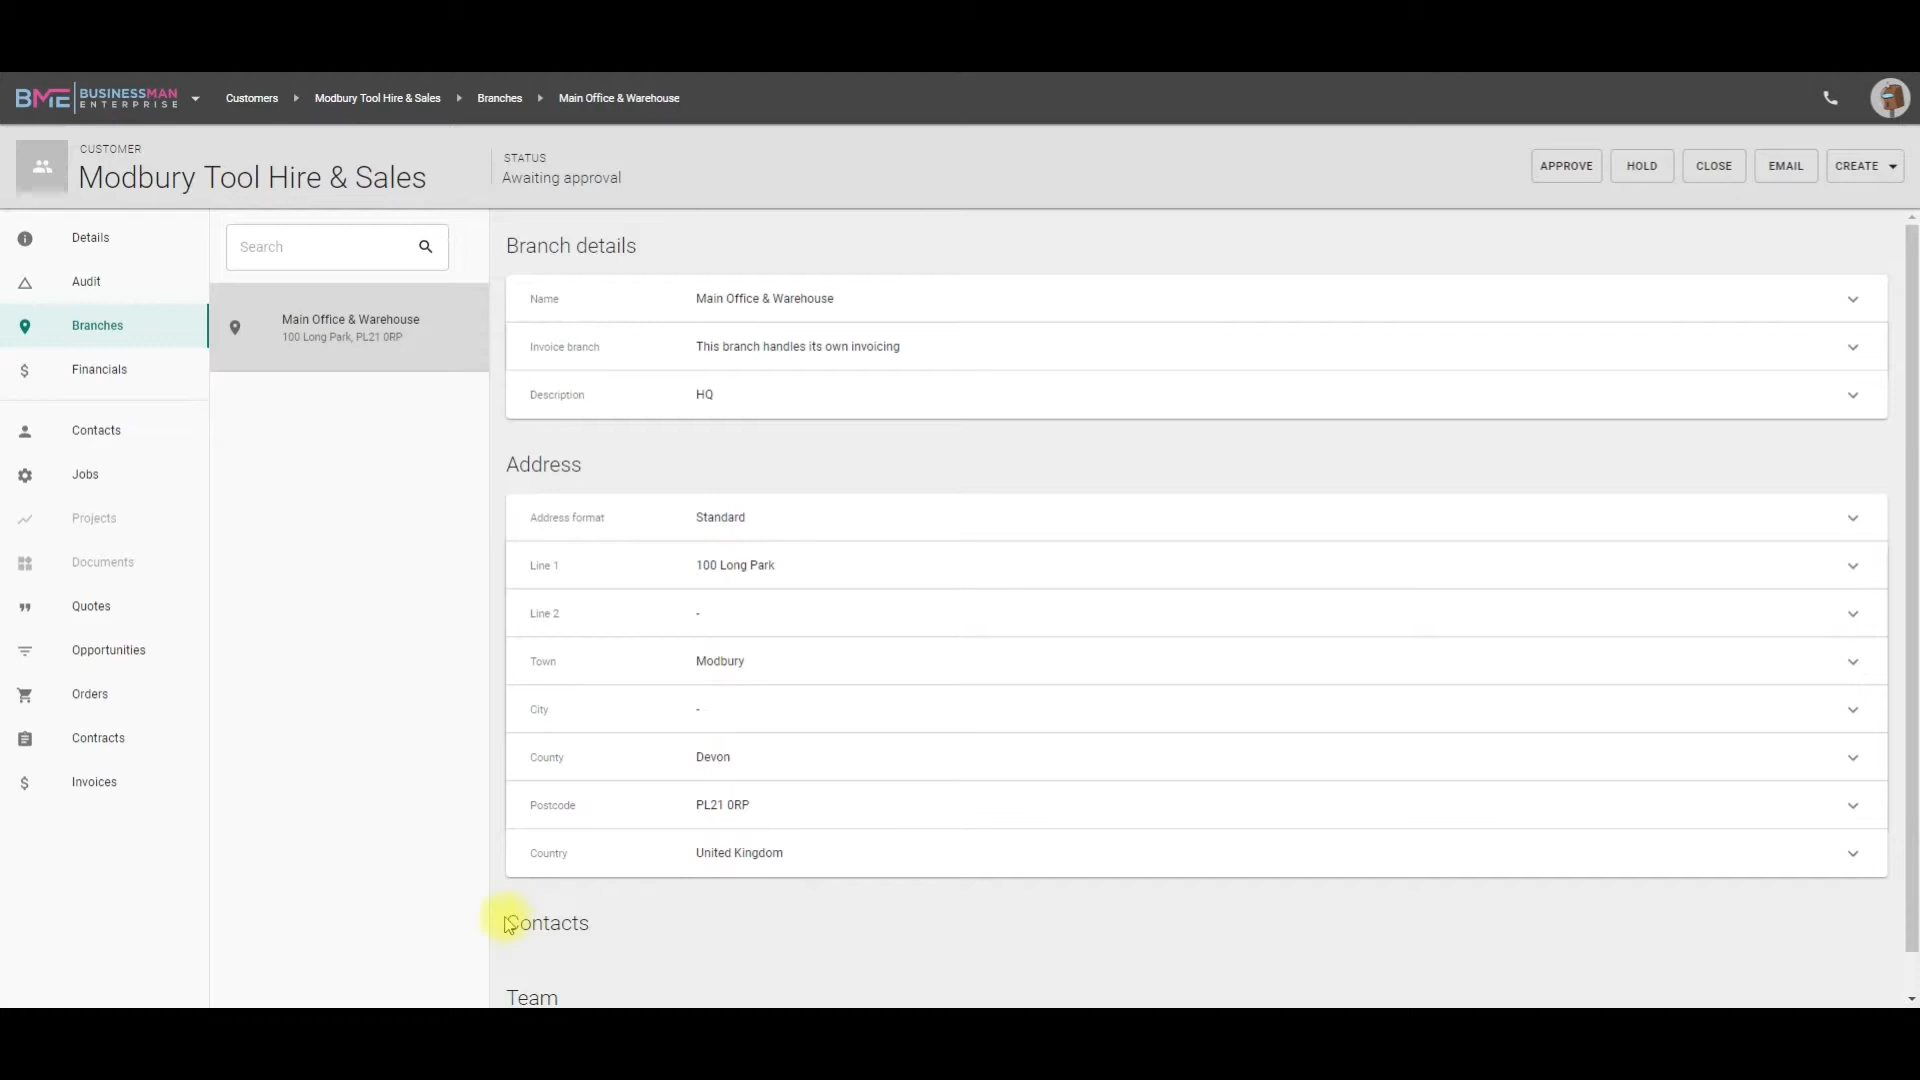 BME BUSINESSMAN ENTERPRISE
Customers Modbury Tool Hire & Sales Branches Main Office & Warehouse
CUSTOMER
Modbury Tool Hire & Sales
STATUS
Awaiting approval
APPROVE HOLD CLOSE EMAIL CREATE
Details
Audit
Branches
Financials
Contacts
Jobs
Projects
Documents
Quotes
Opportunities
Orders
Contracts
Invoices
Search
Main Office & Warehouse
100 Long Park, PL21 0RP
Branch details
Name Main Office & Warehouse
Invoice branch This branch handles its own invoicing
Description HQ
Address
Address format Standard
Line 1 100 Long Park
Line 2 -
Town Modbury
City -
County Devon
Postcode PL21 0RP
Country United Kingdom
Contacts
Team